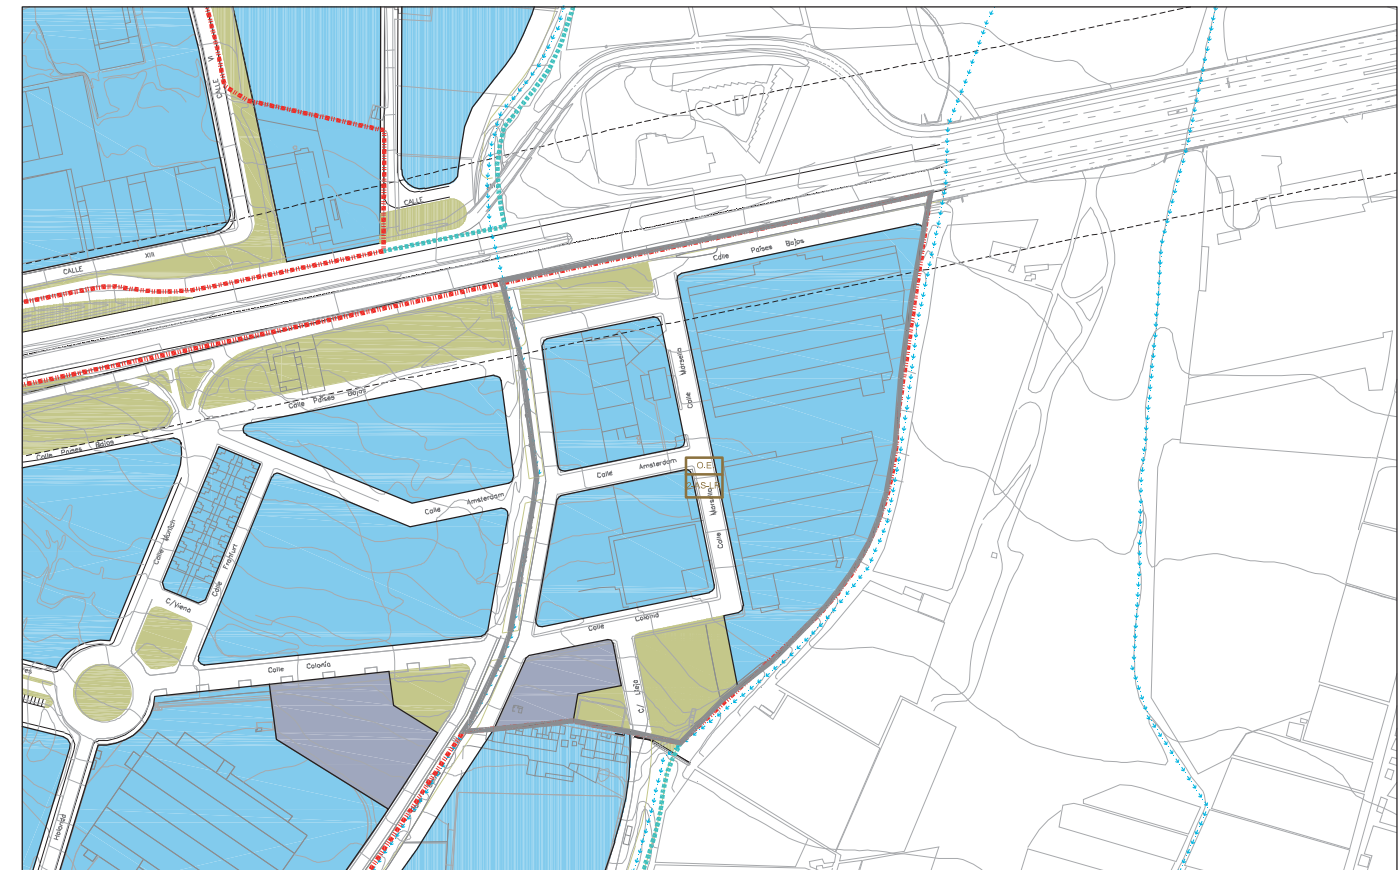 CALLE V
CALLE
CALLE XIII
Calle Países Bajos
Calle Países Bajos
Calle Países Bajos
Calle Marsella
Calle Amsterdam
O.E.
Calle Marsella
Calle Amsterdam
Calle Munich
Calle Frankfurt
C/Viena
Calle Colonia
Calle Colonia
C/ Lieja
Holanda